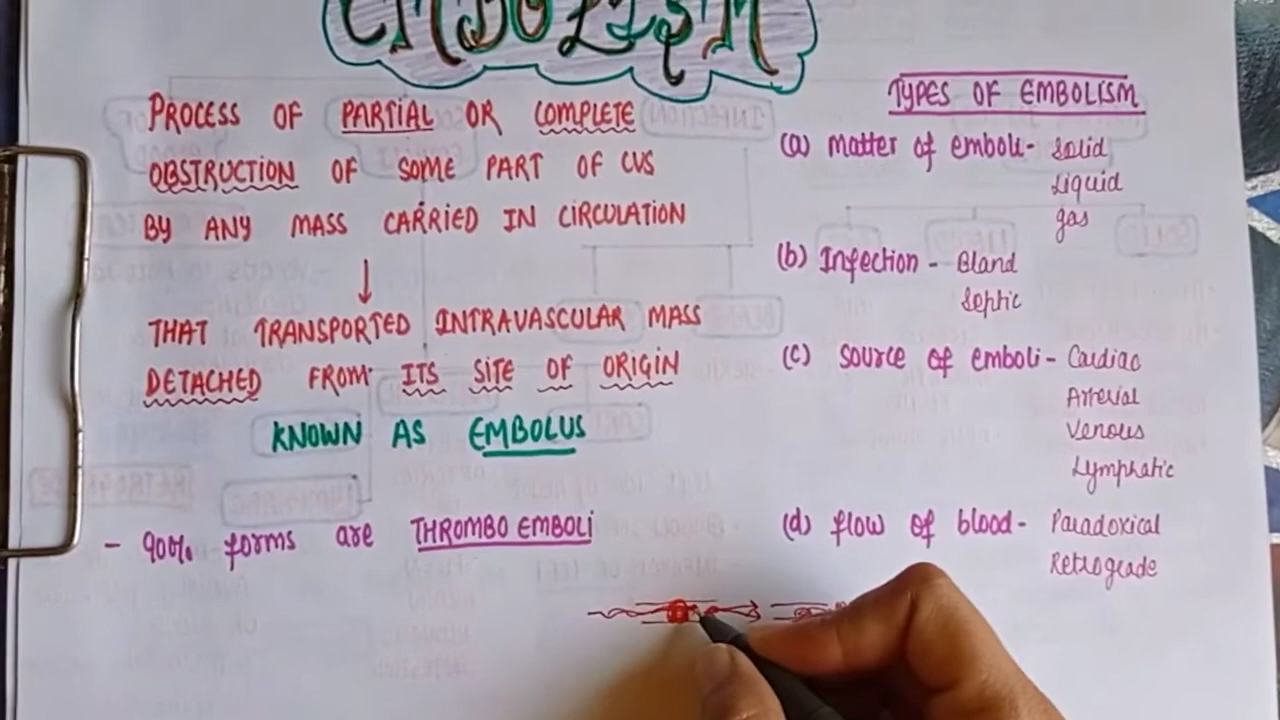 EMBOLISM
PROCESS OF PARTIAL OR COMPLETE
OBSTRUCTION OF SOME PART OF CVS
BY ANY MASS CARRIED IN CIRCULATION
↓
THAT TRANSPORTED INTRAVASCULAR MASS
DETACHED FROM ITS SITE OF ORIGIN
KNOWN AS EMBOLUS
- 90% forms are THROMBOEMBOLI
TYPES OF EMBOLISM
(a) matter of emboli- Solid
Liquid
gas
(b) Infection - Bland
Septic
(c) source of emboli - Cardiac
Arterial
Venous
Lymphatic
(d) flow of blood - Paradoxical
Retrograde